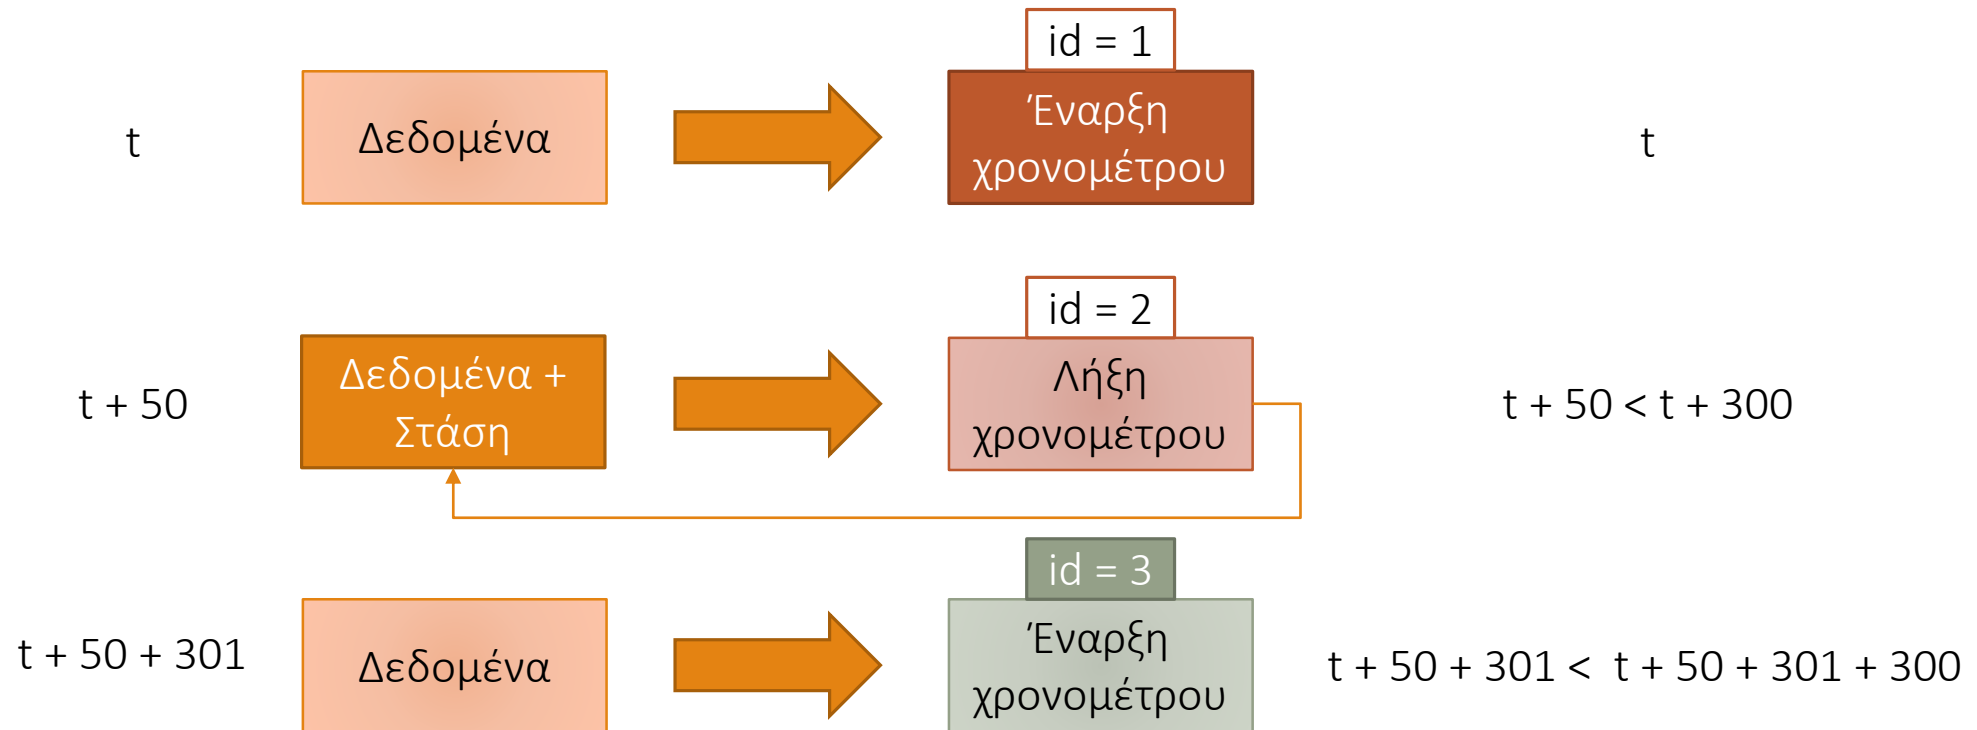 id = 1
t
Δεδομένα
Έναρξη
χρονομέτρου
t
id = 2
t + 50
Δεδομένα +
Στάση
Λήξη
χρονομέτρου
t + 50 < t + 300
id = 3
t + 50 + 301
Δεδομένα
Έναρξη
χρονομέτρου
t + 50 + 301 < t + 50 + 301 + 300